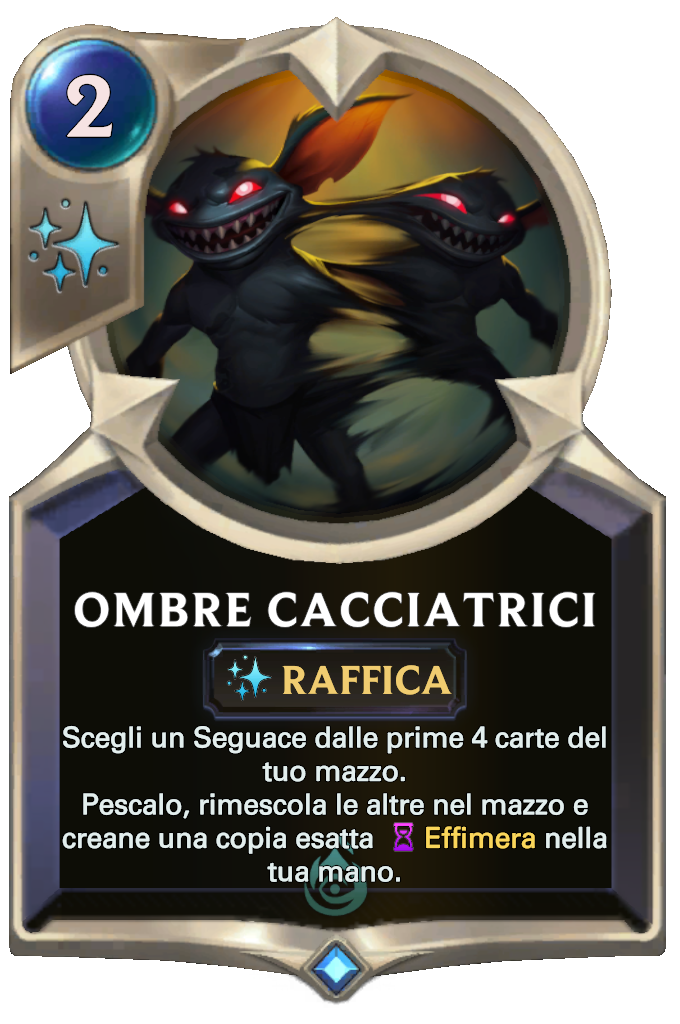 2
OMBRE CACCIATRICI
RAFFICA
Scegli un Seguace dalle prime 4 carte del
tuo mazzo.
Pescalo, rimescola le altre nel mazzo e
creane una copia esatta Effimera nella
tua mano.